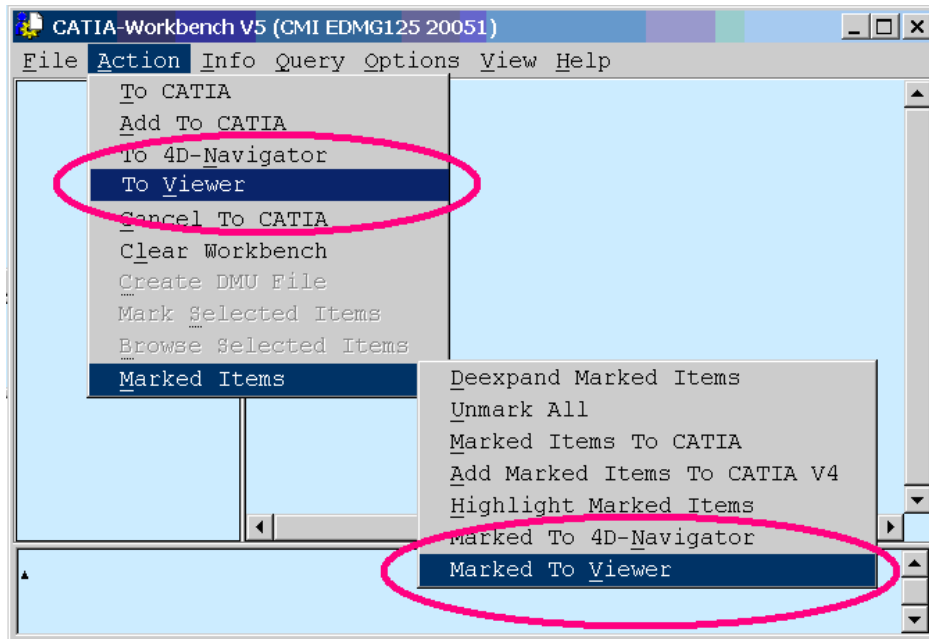 CATIA-Workbench V5 (CMI EDMG125 20051)
File Action Info Query Options View Help
To CATIA
Add To CATIA
To 4D-Navigator
To Viewer
Cancel To CATIA
Clear Workbench
Create DMU File
Mark Selected Items
Browse Selected Items
Marked Items
Deexpand Marked Items
Unmark All
Marked Items To CATIA
Add Marked Items To CATIA V4
Highlight Marked Items
Marked To 4D-Navigator
Marked To Viewer